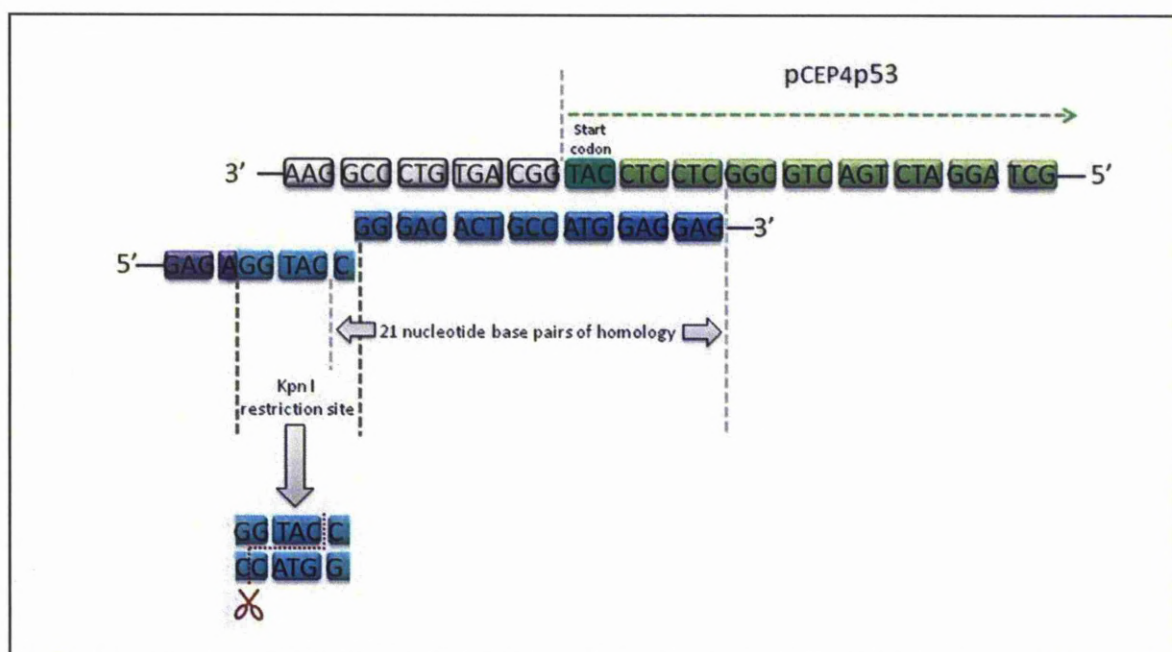 pCEP4p53
Start
codon
3' AAG GCC CTG TGA CGG TAC CTC CTC GGC GTC AGT CTA GGA TCG 5'
GG GAC ACT GCC ATG GAG GAG 3'
5' GAG A GG TAC C
21 nucleotide base pairs of homology
Kpn I
restriction site
GG TAC C
CC ATG G